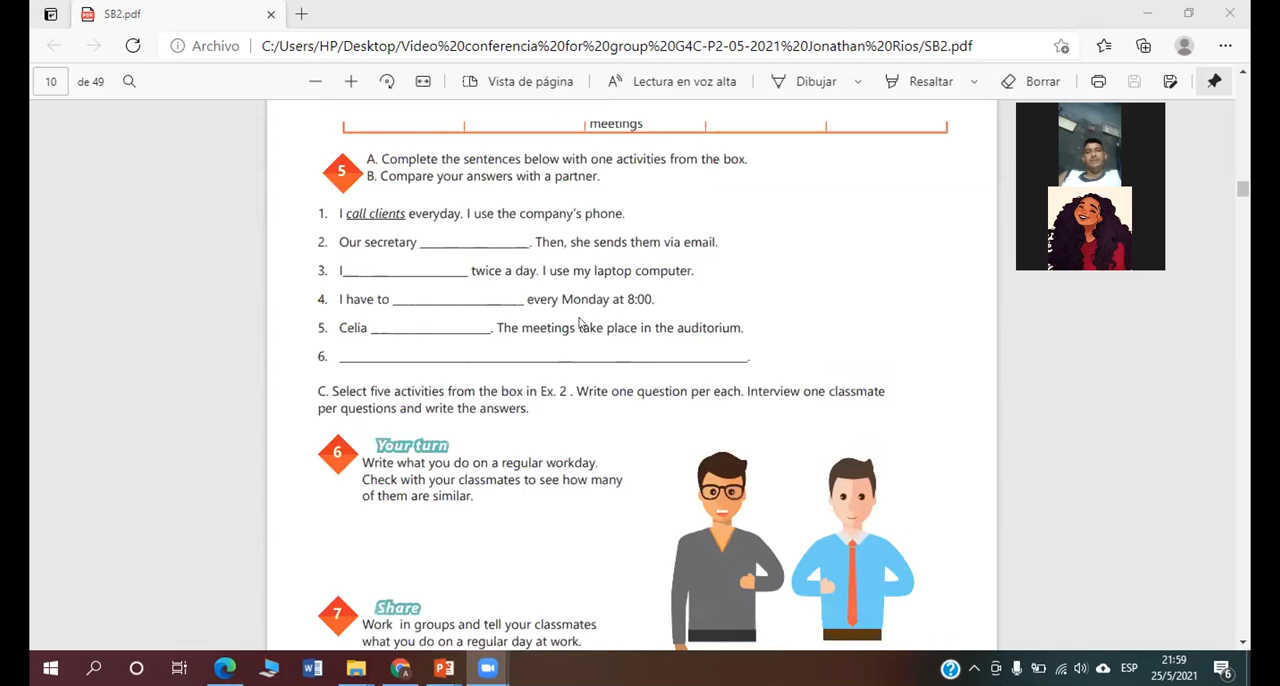 SB2.pdf
Archivo C:/Users/HP/Desktop/Video%20conferencia%20for%20group%20G4C-P2-05-2021%20Jonathan%20Rios/SB2.pdf
10 de 49 Vista de página Lectura en voz alta Dibujar Resaltar Borrar
meetings
5 A. Complete the sentences below with one activities from the box.
B. Compare your answers with a partner.
1. I call clients everyday. I use the company's phone.
2. Our secretary _________________. Then, she sends them via email.
3. I___________________ twice a day. I use my laptop computer.
4. I have to ____________________ every Monday at 8:00.
5. Celia __________________. The meetings take place in the auditorium.
6. ______________________________________________________________.
C. Select five activities from the box in Ex. 2 . Write one question per each. Interview one classmate
per questions and write the answers.
6 Your turn
Write what you do on a regular workday.
Check with your classmates to see how many
of them are similar.
7 Share
Work in groups and tell your classmates
what you do on a regular day at work.
ESP
21:59
25/5/2021
6